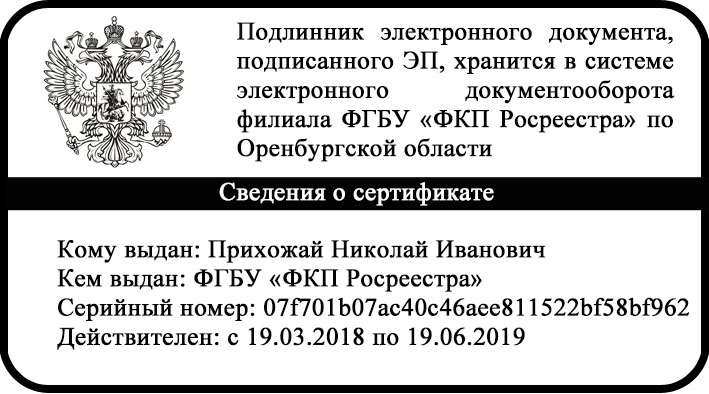 Подлинник электронного документа,
подписанного ЭП, хранится в системе
электронного документооборота
филиала ФГБУ «ФКП Росреестра» по
Оренбургской области
Сведения о сертификате
Кому выдан: Прихожай Николай Иванович
Кем выдан: ФГБУ «ФКП Росреестра»
Серийный номер: 07f701b07ac40c46aee811522bf58bf962
Действителен: с 19.03.2018 по 19.06.2019